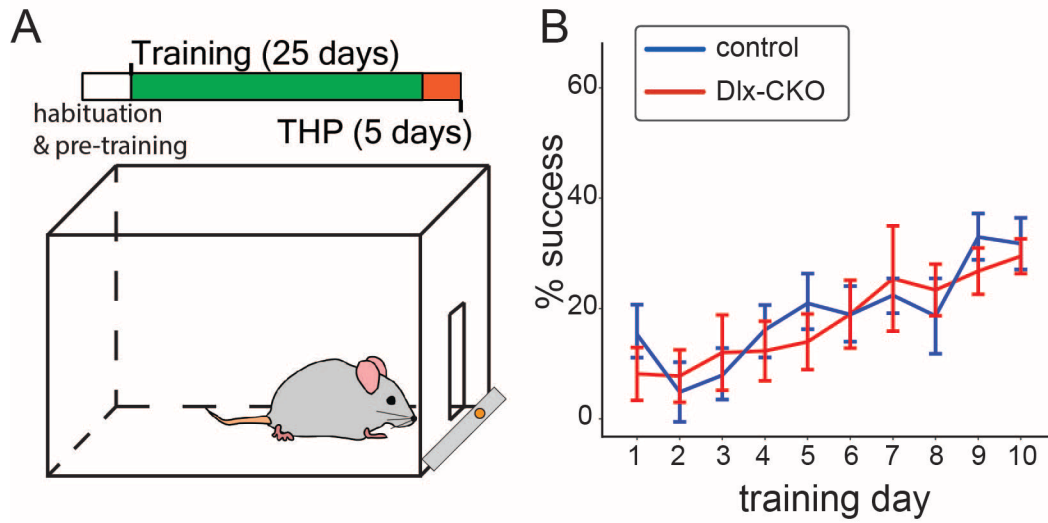 A
Training (25 days)
habituation
& pre-training
THP (5 days)
B
control
Dlx-CKO
% success
60
40
20
0
1 2 3 4 5 6 7 8 9 10
training day